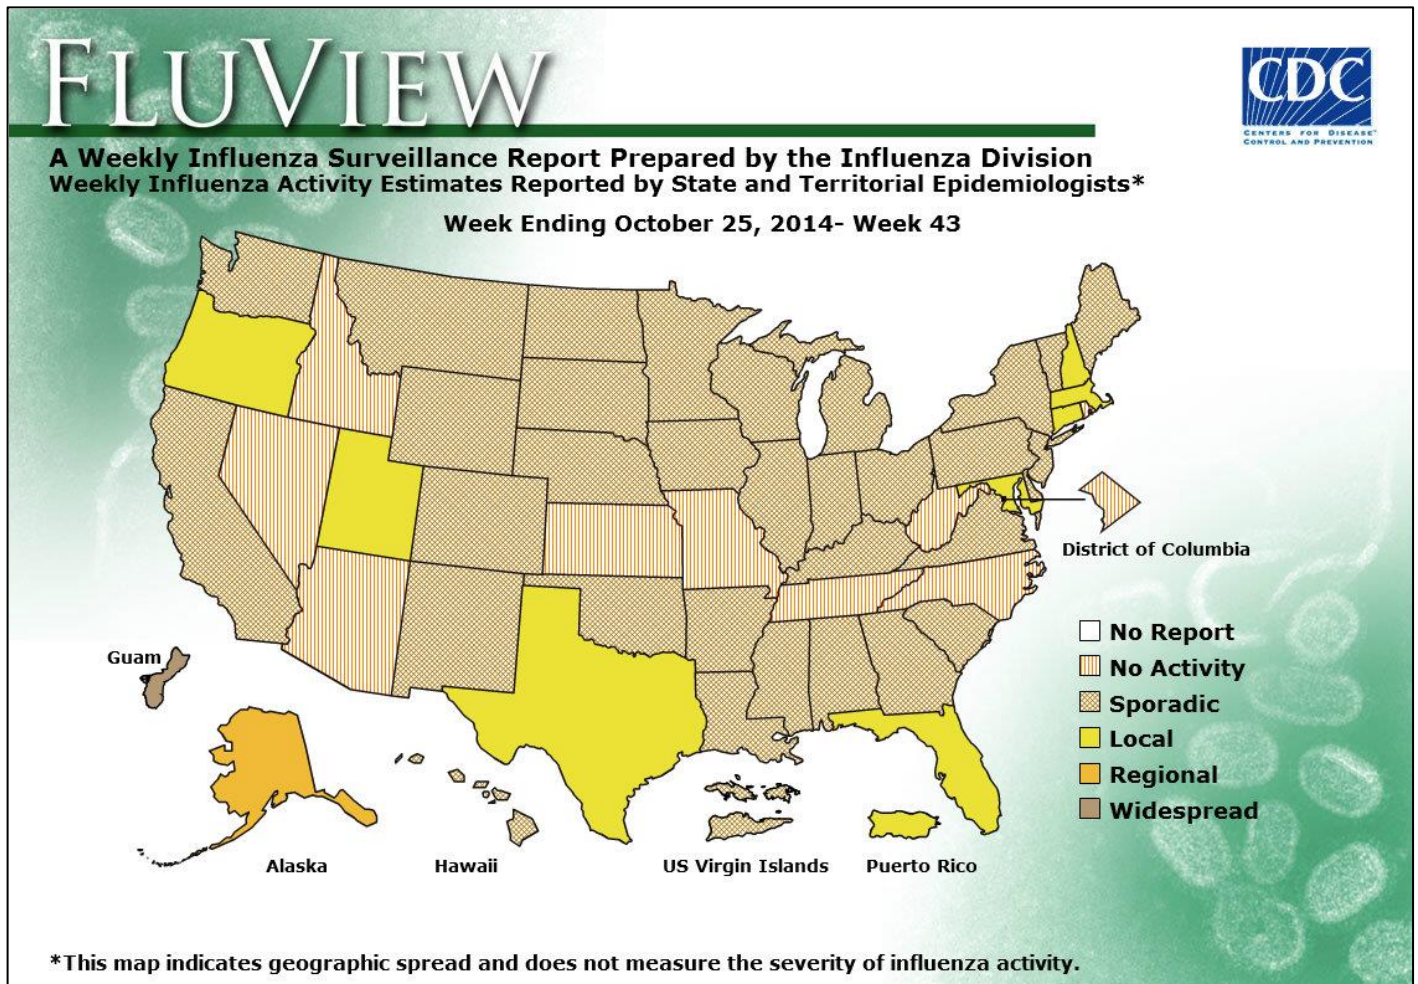 FLUVIEW
CDC
CENTERS FOR DISEASE
CONTROL AND PREVENTION
A Weekly Influenza Surveillance Report Prepared by the Influenza Division
Weekly Influenza Activity Estimates Reported by State and Territorial Epidemiologists*
Week Ending October 25, 2014- Week 43
District of Columbia
No Report
No Activity
Sporadic
Local
Regional
Widespread
Guam
Alaska
Hawaii
US Virgin Islands
Puerto Rico
*This map indicates geographic spread and does not measure the severity of influenza activity.